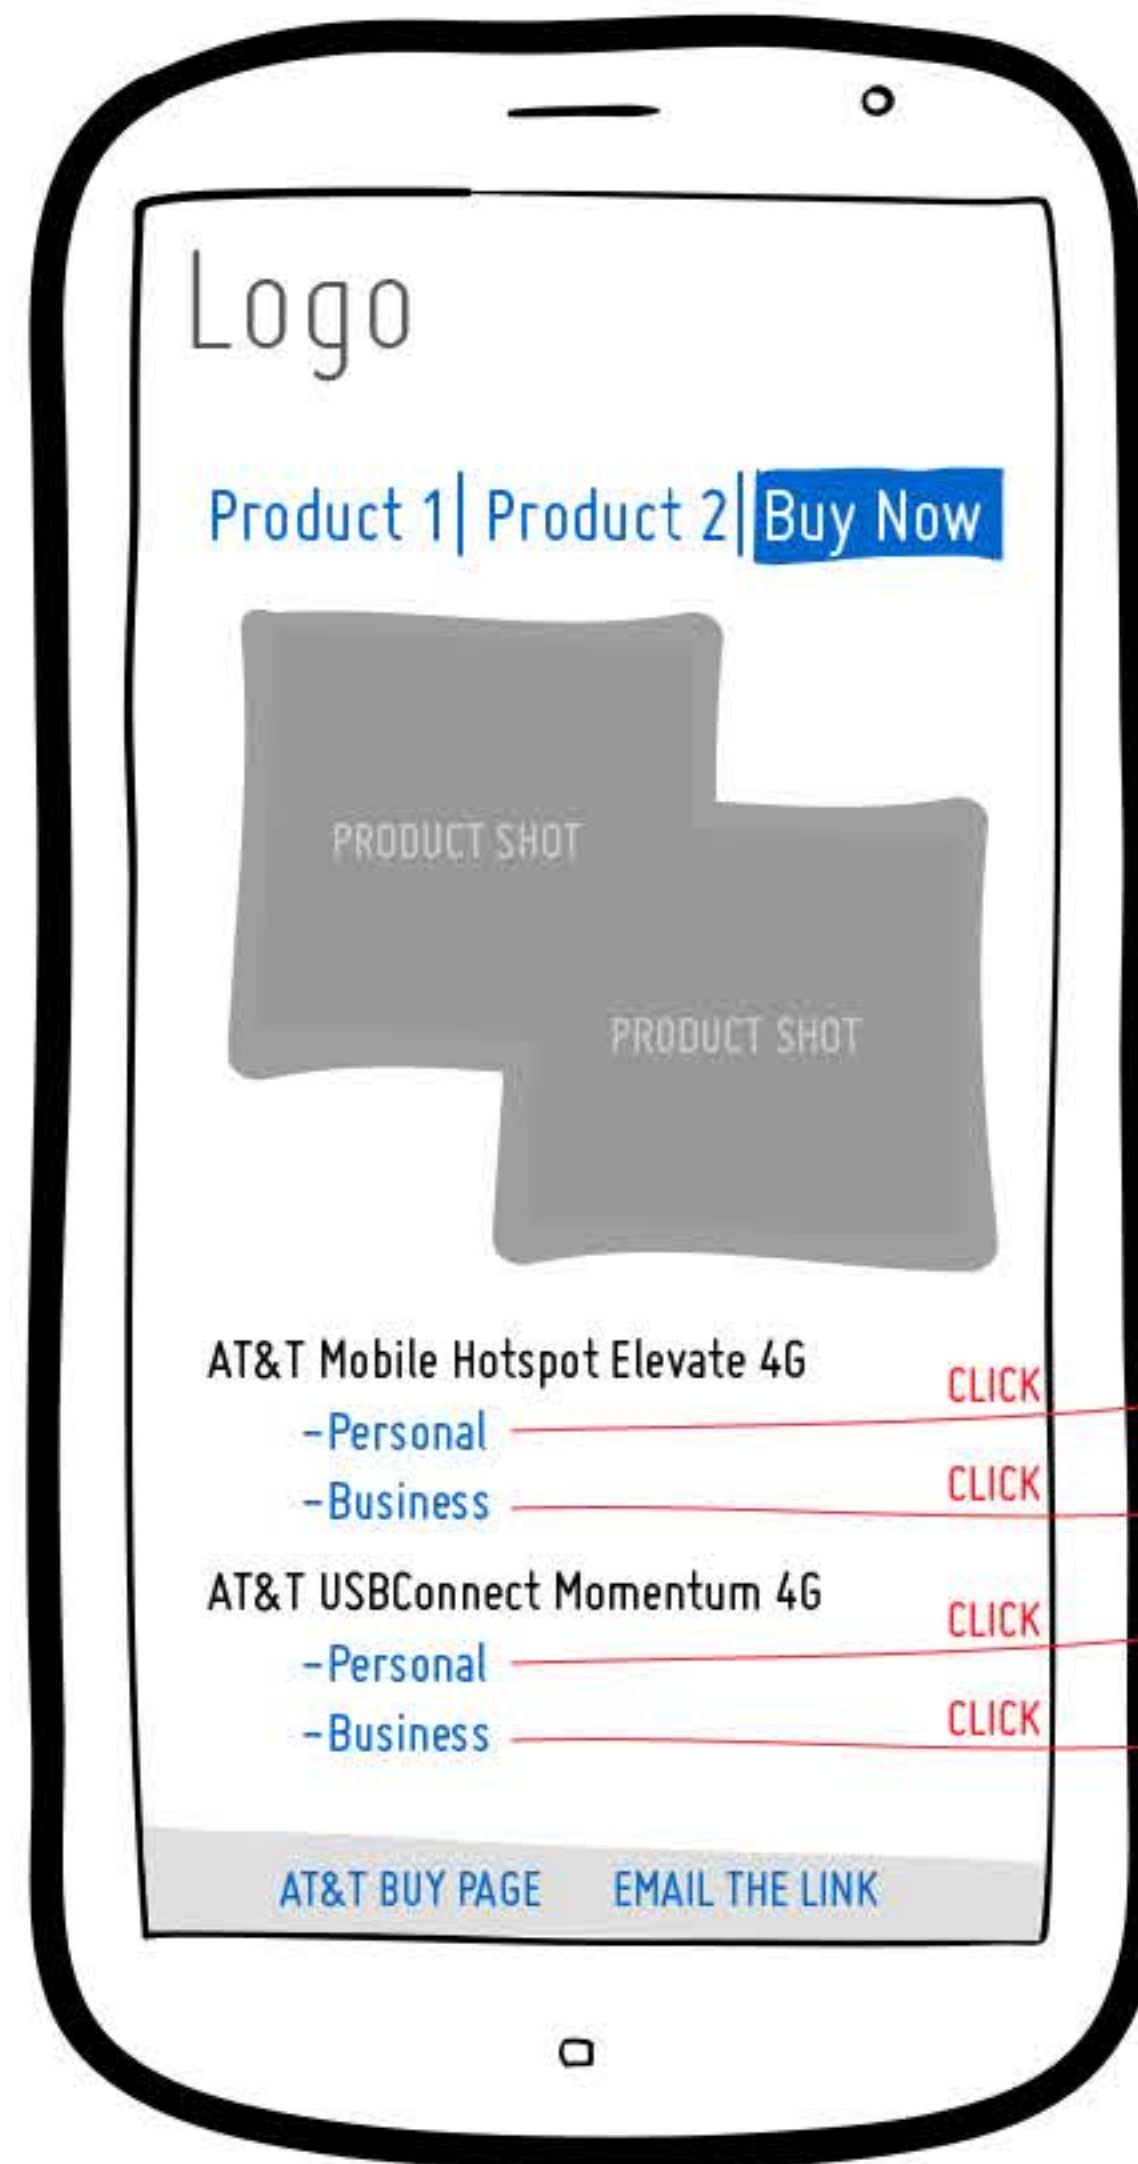 Logo
Product 1 Product 2 Buy Now
PRODUCT SHOT
PRODUCT SHOT
AT&T Mobile Hotspot Elevate 4G
CLICK
-Personal
CLICK
-Business
AT&T USBConnect Momentum 4G
CLICK
-Personal
CLICK
-Business
AT&T BUY PAGE EMAIL THE LINK